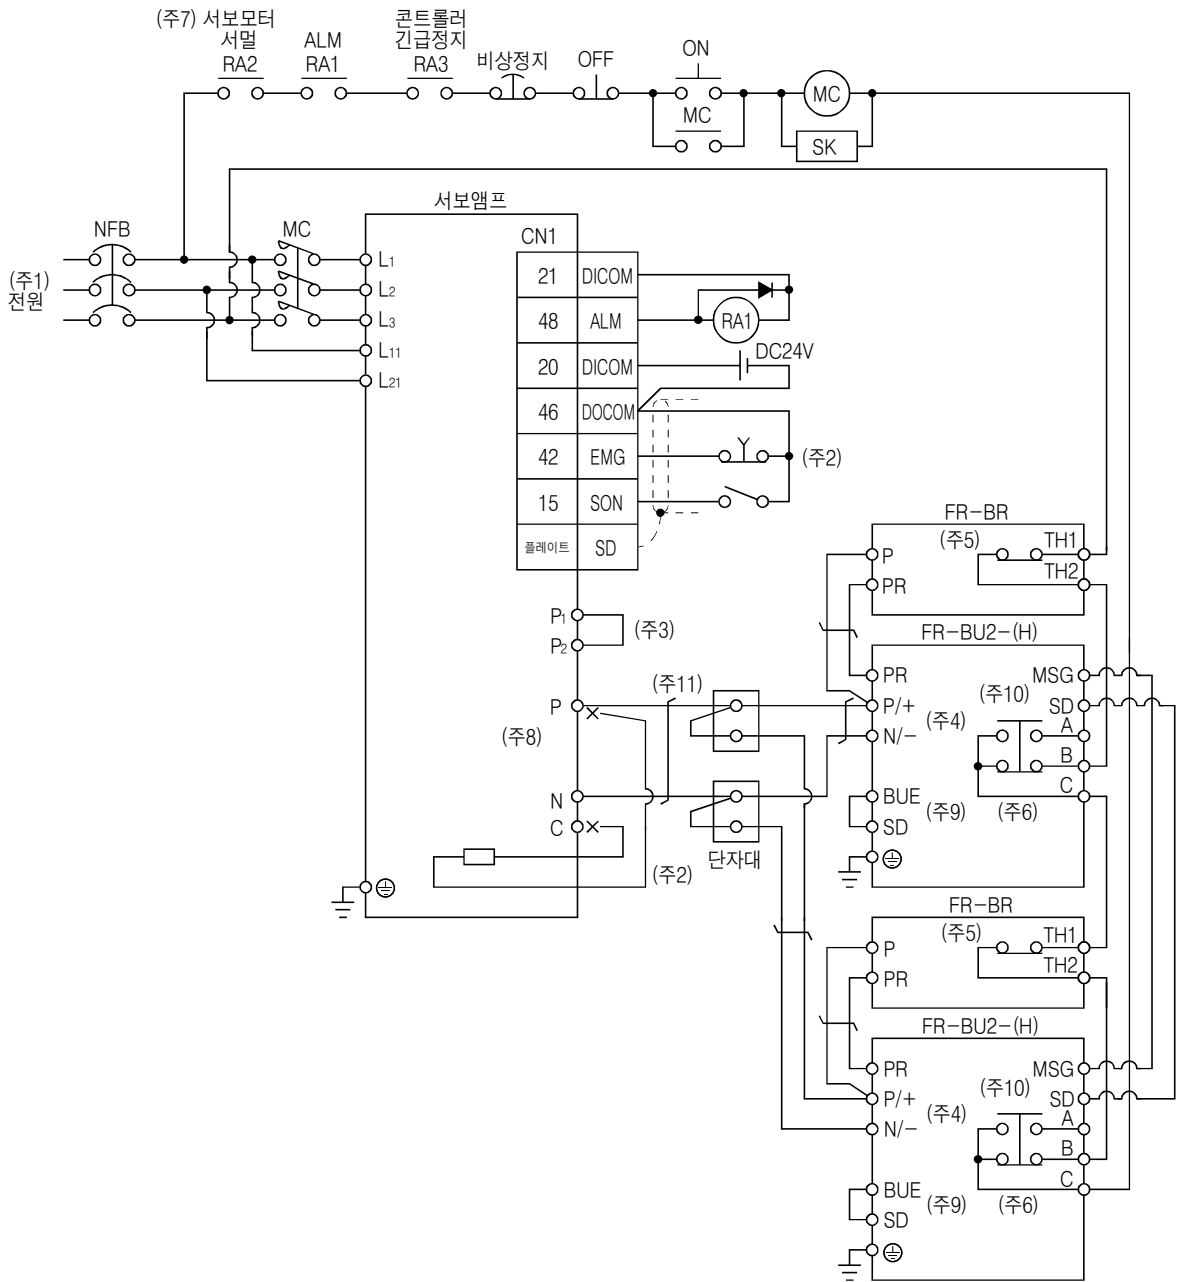 (주7) 서보모터
서멀
RA2
ALM
RA1
콘트롤러
긴급정지
RA3
비상정지
OFF
ON
MC
MC
SK
서보앰프
NFB
MC
(주1)
전원
L1
L2
L3
L11
L21
CN1
21 DICOM
48 ALM
20 DICOM
46 DOCOM
42 EMG
15 SON
플레이트 SD
RA1
DC24V
(주2)
P1
P2
(주3)
P
(주8)
N
C
(주11)
(주2)
단자대
FR-BR
(주5)
P
PR
TH1
TH2
FR-BU2-(H)
PR
P/+
N/-
(주4)
BUE
SD
(주9)
MSG
SD
(주10)
A
B
C
(주6)
FR-BR
(주5)
P
PR
TH1
TH2
FR-BU2-(H)
PR
P/+
N/-
(주4)
BUE
SD
(주9)
MSG
SD
(주10)
A
B
C
(주6)